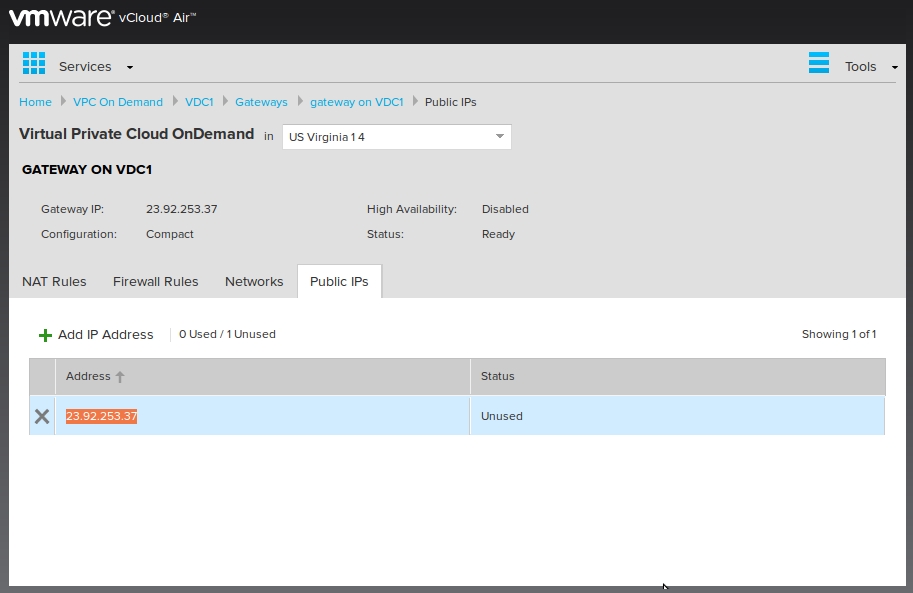 vmware® vCloud® Air™
Services Tools
Home VPC On Demand VDC1 Gateways gateway on VDC1 Public IPs
Virtual Private Cloud OnDemand in US Virginia 1 4
GATEWAY ON VDC1
Gateway IP: 23.92.253.37 High Availability: Disabled
Configuration: Compact Status: Ready
NAT Rules Firewall Rules Networks Public IPs
Add IP Address 0 Used / 1 Unused Showing 1 of 1
Address Status
23.92.253.37 Unused